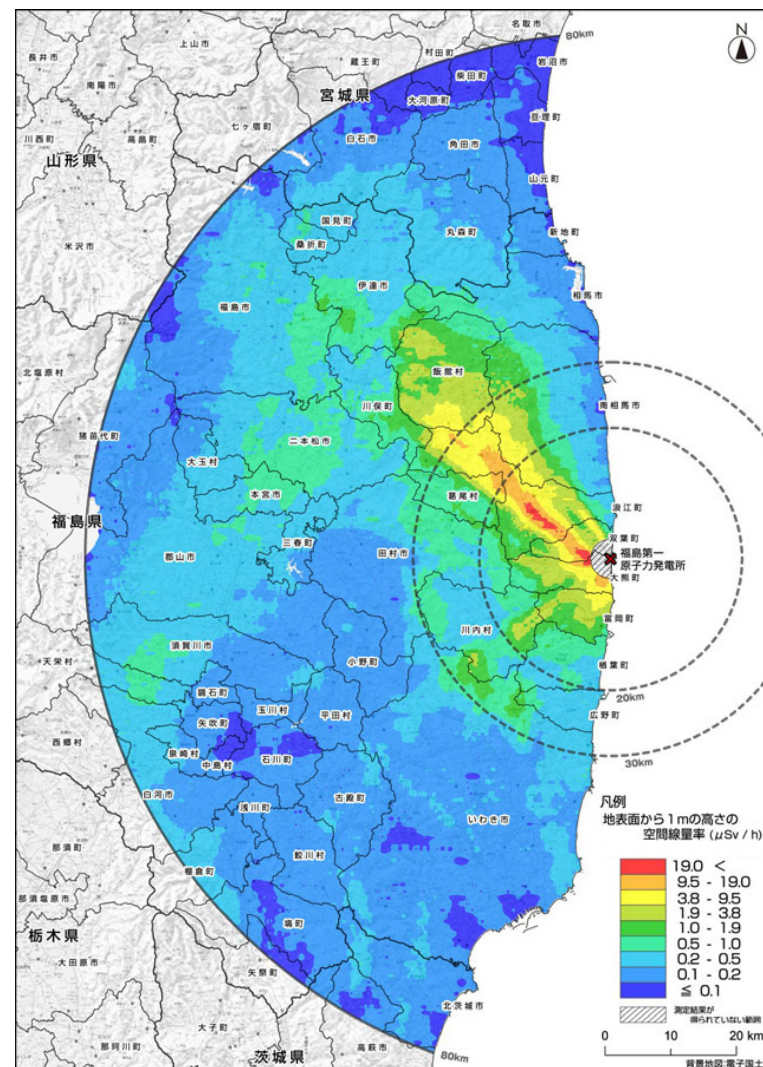 名取市
80km
N
上山市
村田町
岩沼市
長井市
蔵王町
柴田町
南陽市
宮城県
大河原町
亘理町
七ヶ宿町
川西町
高畠町
白石市
角田市
山形県
山元町
国見町
米沢市
丸森町
新地町
桑折町
伊達市
相馬市
福島市
飯舘村
北塩原村
川俣町
南相馬市
猪苗代町
二本松市
大玉村
本宮市
葛尾村
浪江町
福島県
双葉町
三春町
田村市
福島第一
原子力発電所
郡山市
大熊町
富岡町
川内村
須賀川市
天栄村
小野町
楢葉町
鏡石町
20km
玉川村
矢吹町
平田村
広野町
西郷村
泉崎村
石川町
中島村
30km
白河市
古殿町
浅川町
いわき市
凡例
地表面から1mの高さの
空間線量率 (μSv / h)
那須町
鮫川村
棚倉町
19.0 <
9.5 - 19.0
3.8 - 9.5
1.9 - 3.8
1.0 - 1.9
0.5 - 1.0
0.2 - 0.5
0.1 - 0.2
≦ 0.1
那須塩原市
塙町
栃木県
矢祭町
大田原市
北茨城市
測定結果が
得られていない範囲
大子町
那珂川町
茨城県
高萩市
80km
0 10 20 km
背景地図:電子国土